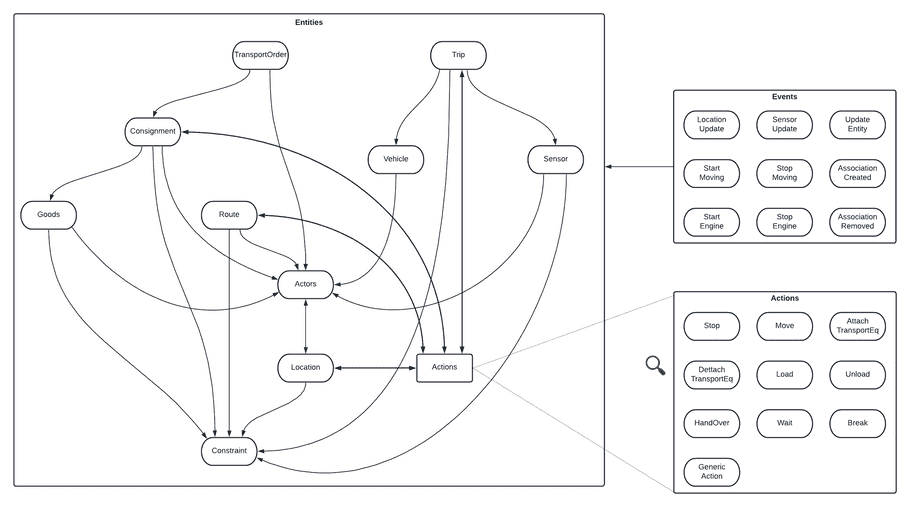 Entities
TransportOrder
Trip
Consignment
Vehicle
Sensor
Goods
Route
Actors
Location
Actions
Constraint
Events
Location
Update
Sensor
Update
Update
Entity
Start
Moving
Stop
Moving
Association
Created
Start
Engine
Stop
Engine
Association
Removed
Actions
Stop
Move
Attach
TransportEq
Dettach
TransportEq
Load
Unload
HandOver
Wait
Break
Generic
Action